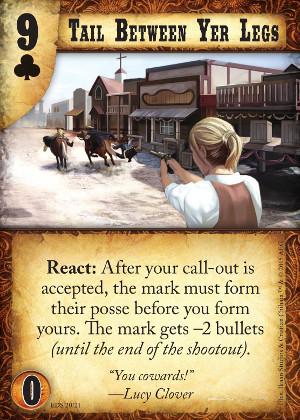 9
TAIL BETWEEN YER LEGS
React: After your call-out is
accepted, the mark must form
their posse before you form
yours. The mark gets –2 bullets
(until the end of the shootout).
"You cowards!"
—Lucy Clover
0